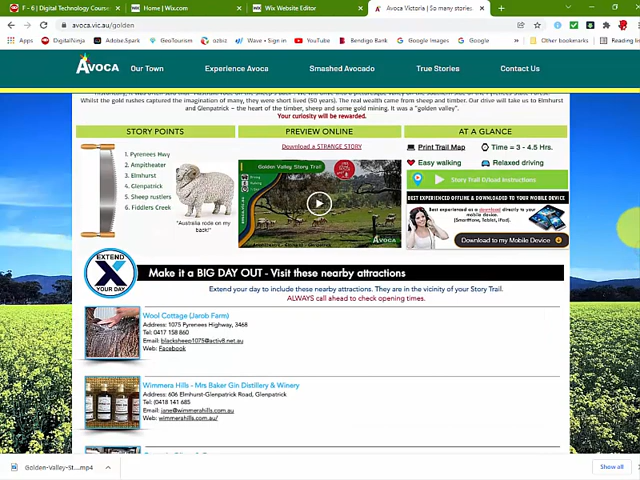 F - 6 | Digital Technology Course
Home | Wix.com
Wix Website Editor
Avoca Victoria | So many stories
avoca.vic.au/golden
Apps
DigitalNinja
Adobe Spark
GeoTourism
ozbiz
Wave - Sign in
YouTube
Bendigo Bank
Google Images
Google
Other bookmarks
Reading list
AVOCA
Our Town
Experience Avoca
Smashed Avocado
True Stories
Contact Us
Whilst the gold rushes captured the imagination of many, they were short lived (50 years). The real wealth came from sheep and timber. Our drive will take us to Elmhurst
and Glenpatrick – the heart of the timber, sheep and some gold mining. It was a "golden valley".
Your curiosity will be rewarded.
STORY POINTS
PREVIEW ONLINE
AT A GLANCE
1. Pyrenees Hwy
2. Ampitheater
3. Elmhurst
4. Glenpatrick
5. Sheep rustlers
6. Fiddlers Creek
"Australia rode on my
back!"
Download a STRANGE STORY
Golden Valley Story Trail
AVOCA
Print Trail Map
Time = 3 - 4.5 Hrs.
Easy walking
Relaxed driving
BEST EXPERIENCED OFFLINE & DOWNLOADED TO YOUR MOBILE DEVICE
Best experienced as a download directly to your
mobile device.
(SmartPhone, Tablet, iPad)
Download to my Mobile Device
EXTEND
X
YOUR DAY
Make it a BIG DAY OUT - Visit these nearby attractions
Extend your day to include these nearby attractions. They are in the vicinity of your Story Trail.
ALWAYS call ahead to check opening times.
Wool Cottage (Jarob Farm)
Address: 1075 Pyrenees Highway, 3468
Tel: 0417 158 860
Email: blacksheep1075@activ8.net.au
Web: Facebook
Wimmera Hills - Mrs Baker Gin Distillery & Winery
Address: 606 Elmhurst-Glenpatrick Road, Glenpatrick
Tel: (0418 141 685
Email: jane@wimmerahills.com.au
Web: wimmerahills.com.au/
Golden-Valley-St....mp4
Show all